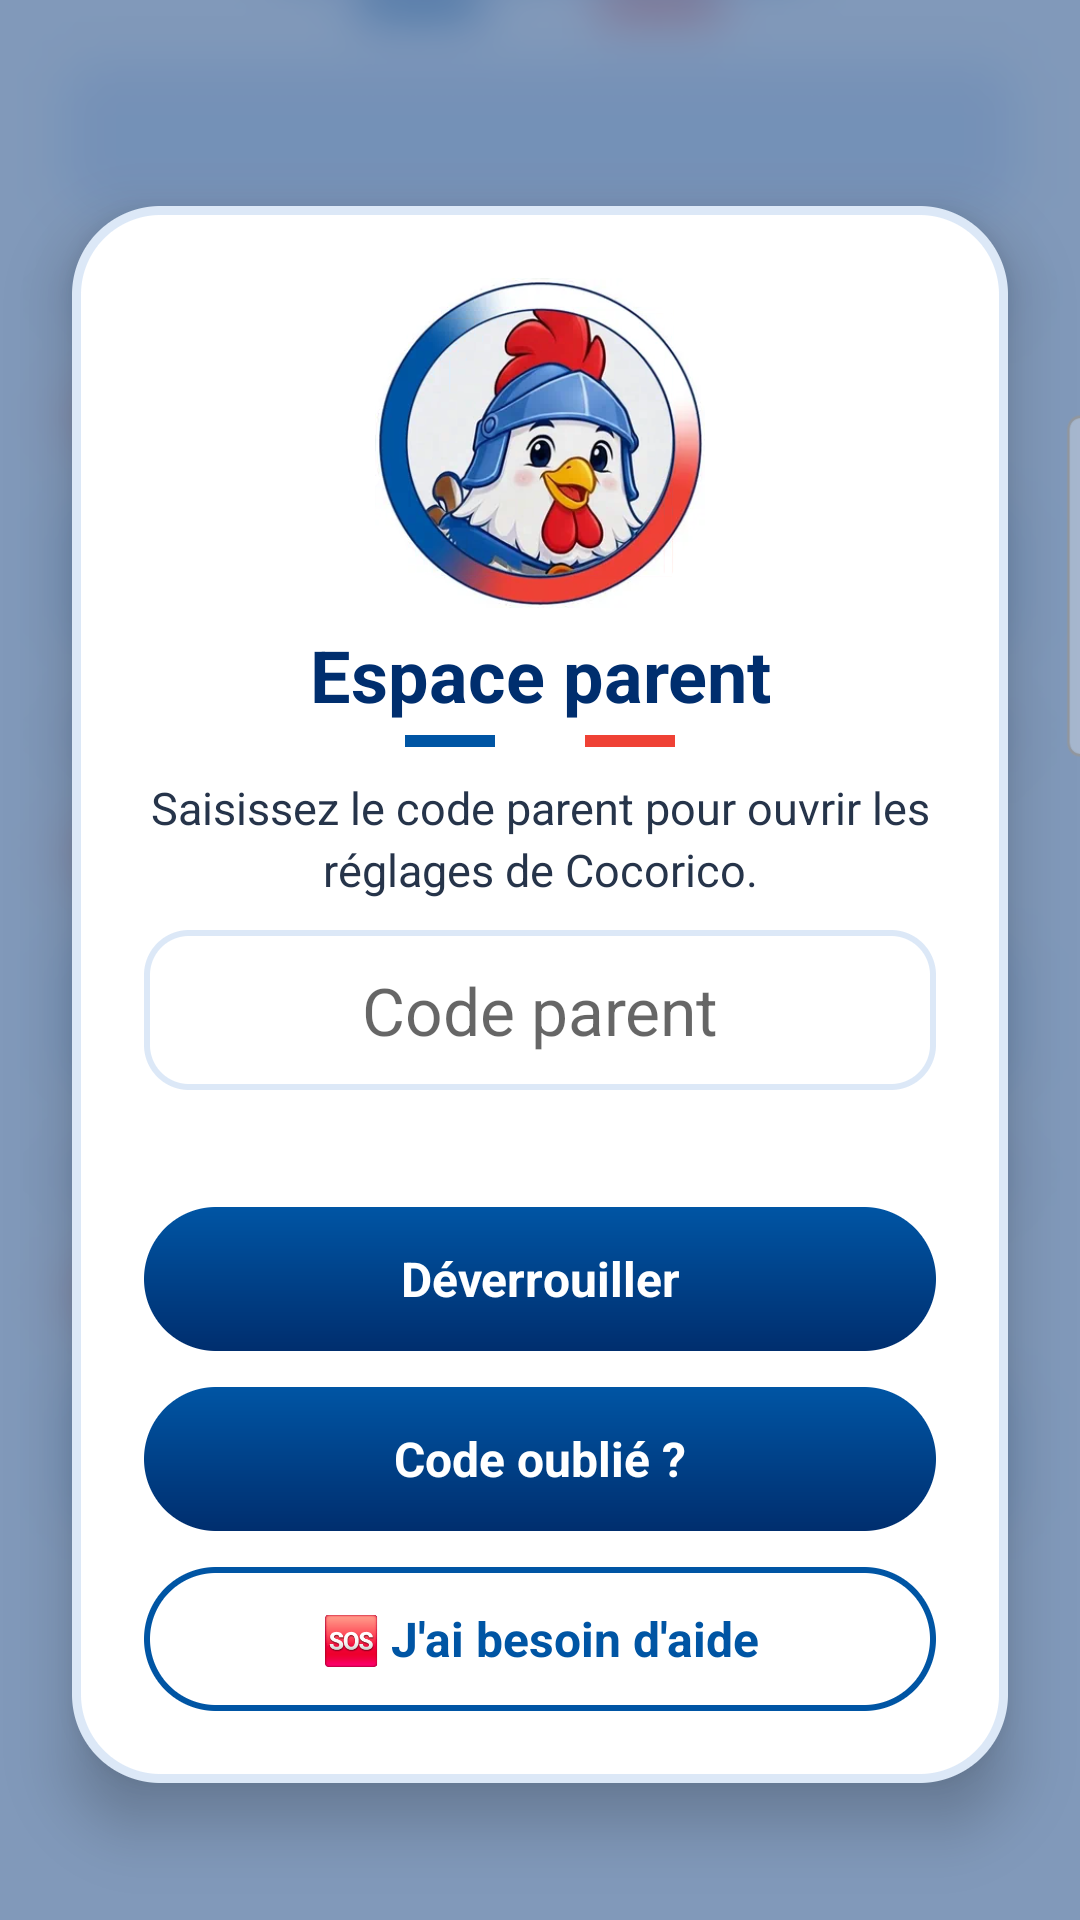 Espace parent
Saisissez le code parent pour ouvrir les
réglages de Cocorico.
Code parent
Déverrouiller
Code oublié ?
🆘 J'ai besoin d'aide